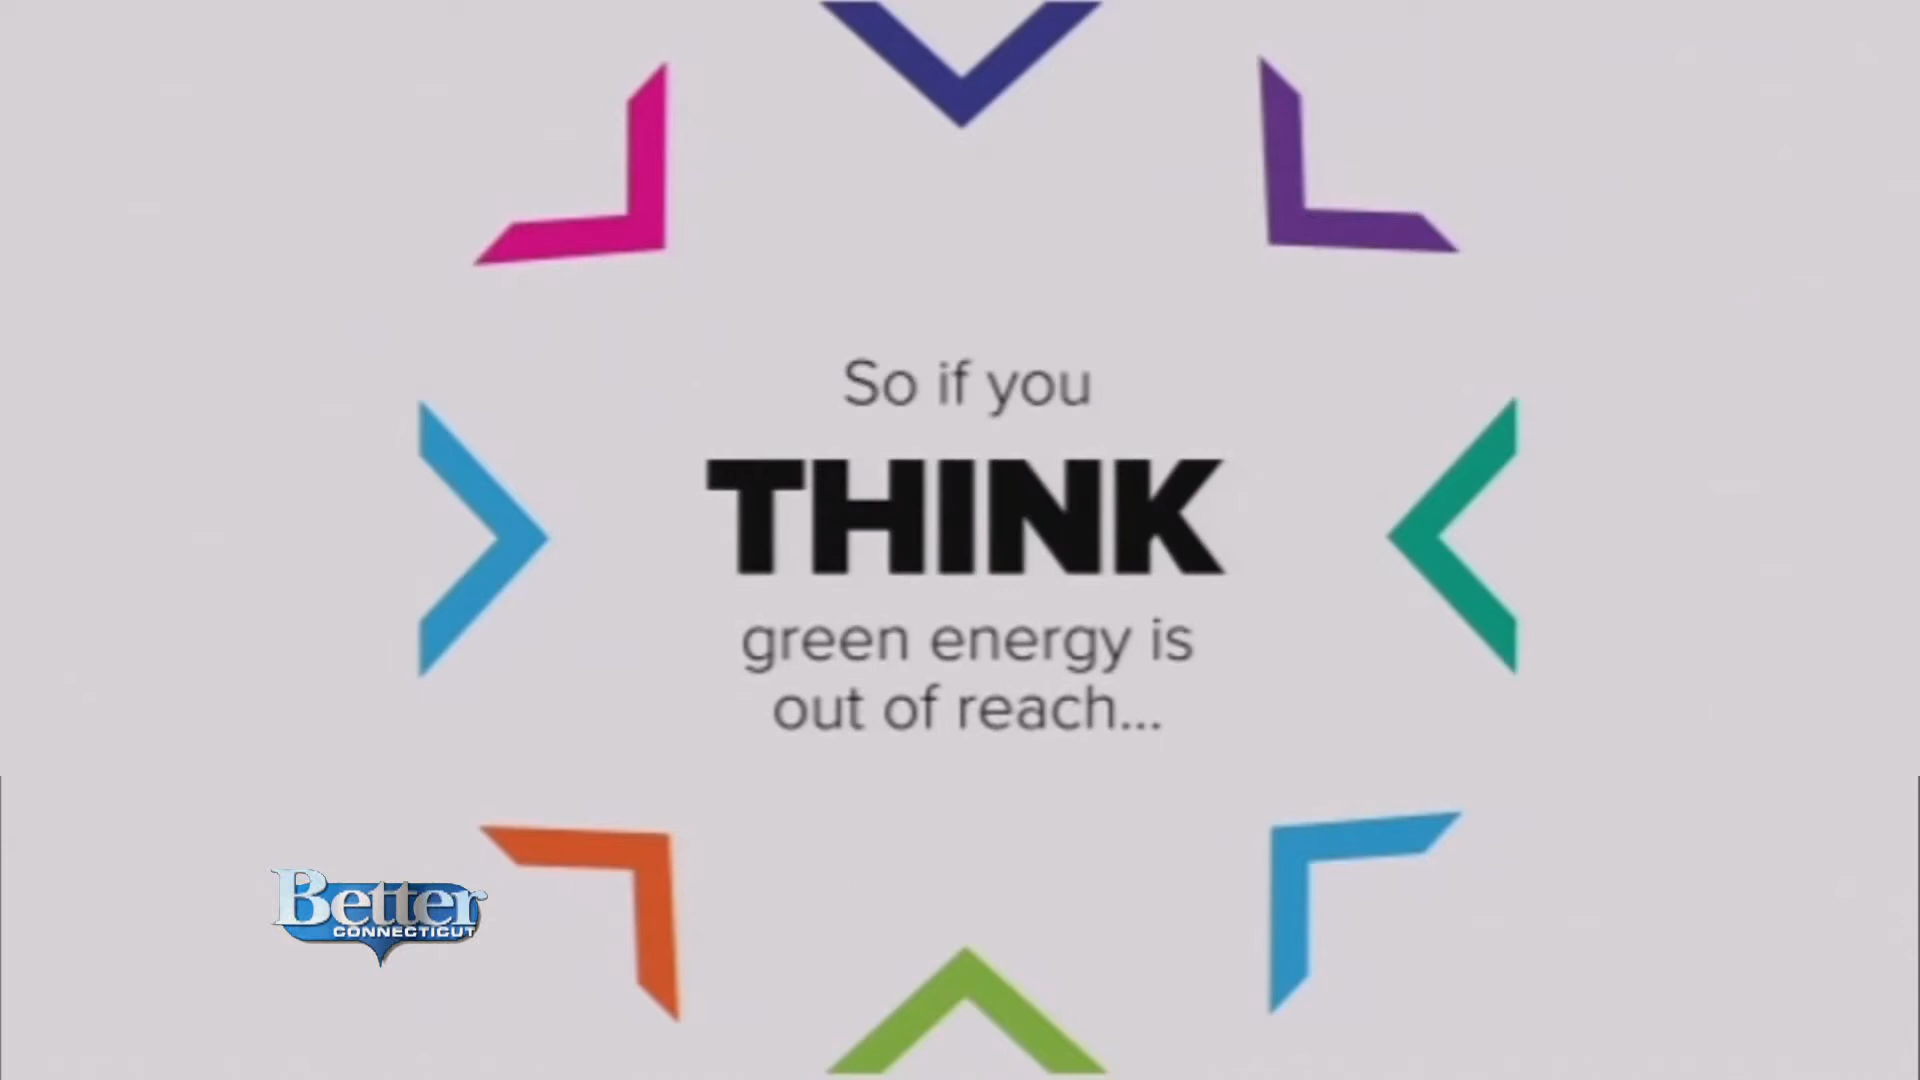 So if you
THINK
green energy is
out of reach...
Better
CONNECTICUT